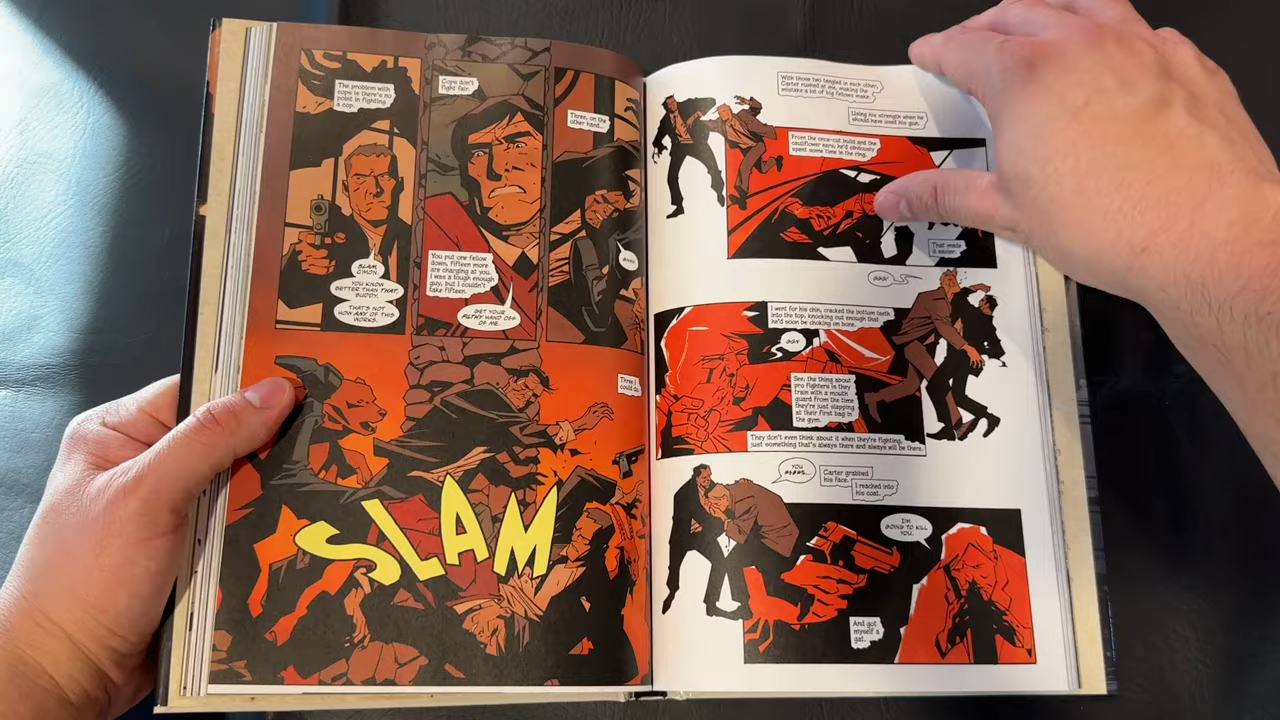 The problem with
cops is there's no
point in fighting
a cop.
SLAM,
C'MON.
YOU KNOW
BETTER THAN THAT,
BUDDY.
THAT'S NOT
HOW ANY OF THIS
WORKS.
Cops don't
fight fair.
You put one fellow
down, fifteen more
are charging at you.
I was a tough enough
guy, but I couldn't
take fifteen.
GET YOUR
FILTHY HAND OFF
OF ME.
Three, on the
other hand...
Three I
could do.
SLAM
With those two tangled in each other,
Carter rushed at me, making the
mistake a lot of big fellows make.
Using his strength when he
should have used his gun.
From the once-cut build and the
cauliflower ears, he'd obviously
spent some time in the ring.
That made it
easier.
I went for his chin, cracked the bottom teeth
into the top, knocking out enough that
he'd soon be choking on bone.
GGY
See, the thing about
pro fighters is they
train with a mouth
guard from the time
they're just slapping
at their first bag in
the gym.
They don't even think about it when they're fighting,
just something that's always there and always will be there.
YOU
Carter grabbed
his face.
I reached into
his coat.
I'M
GOING TO KILL
YOU.
And got
myself a
gat.